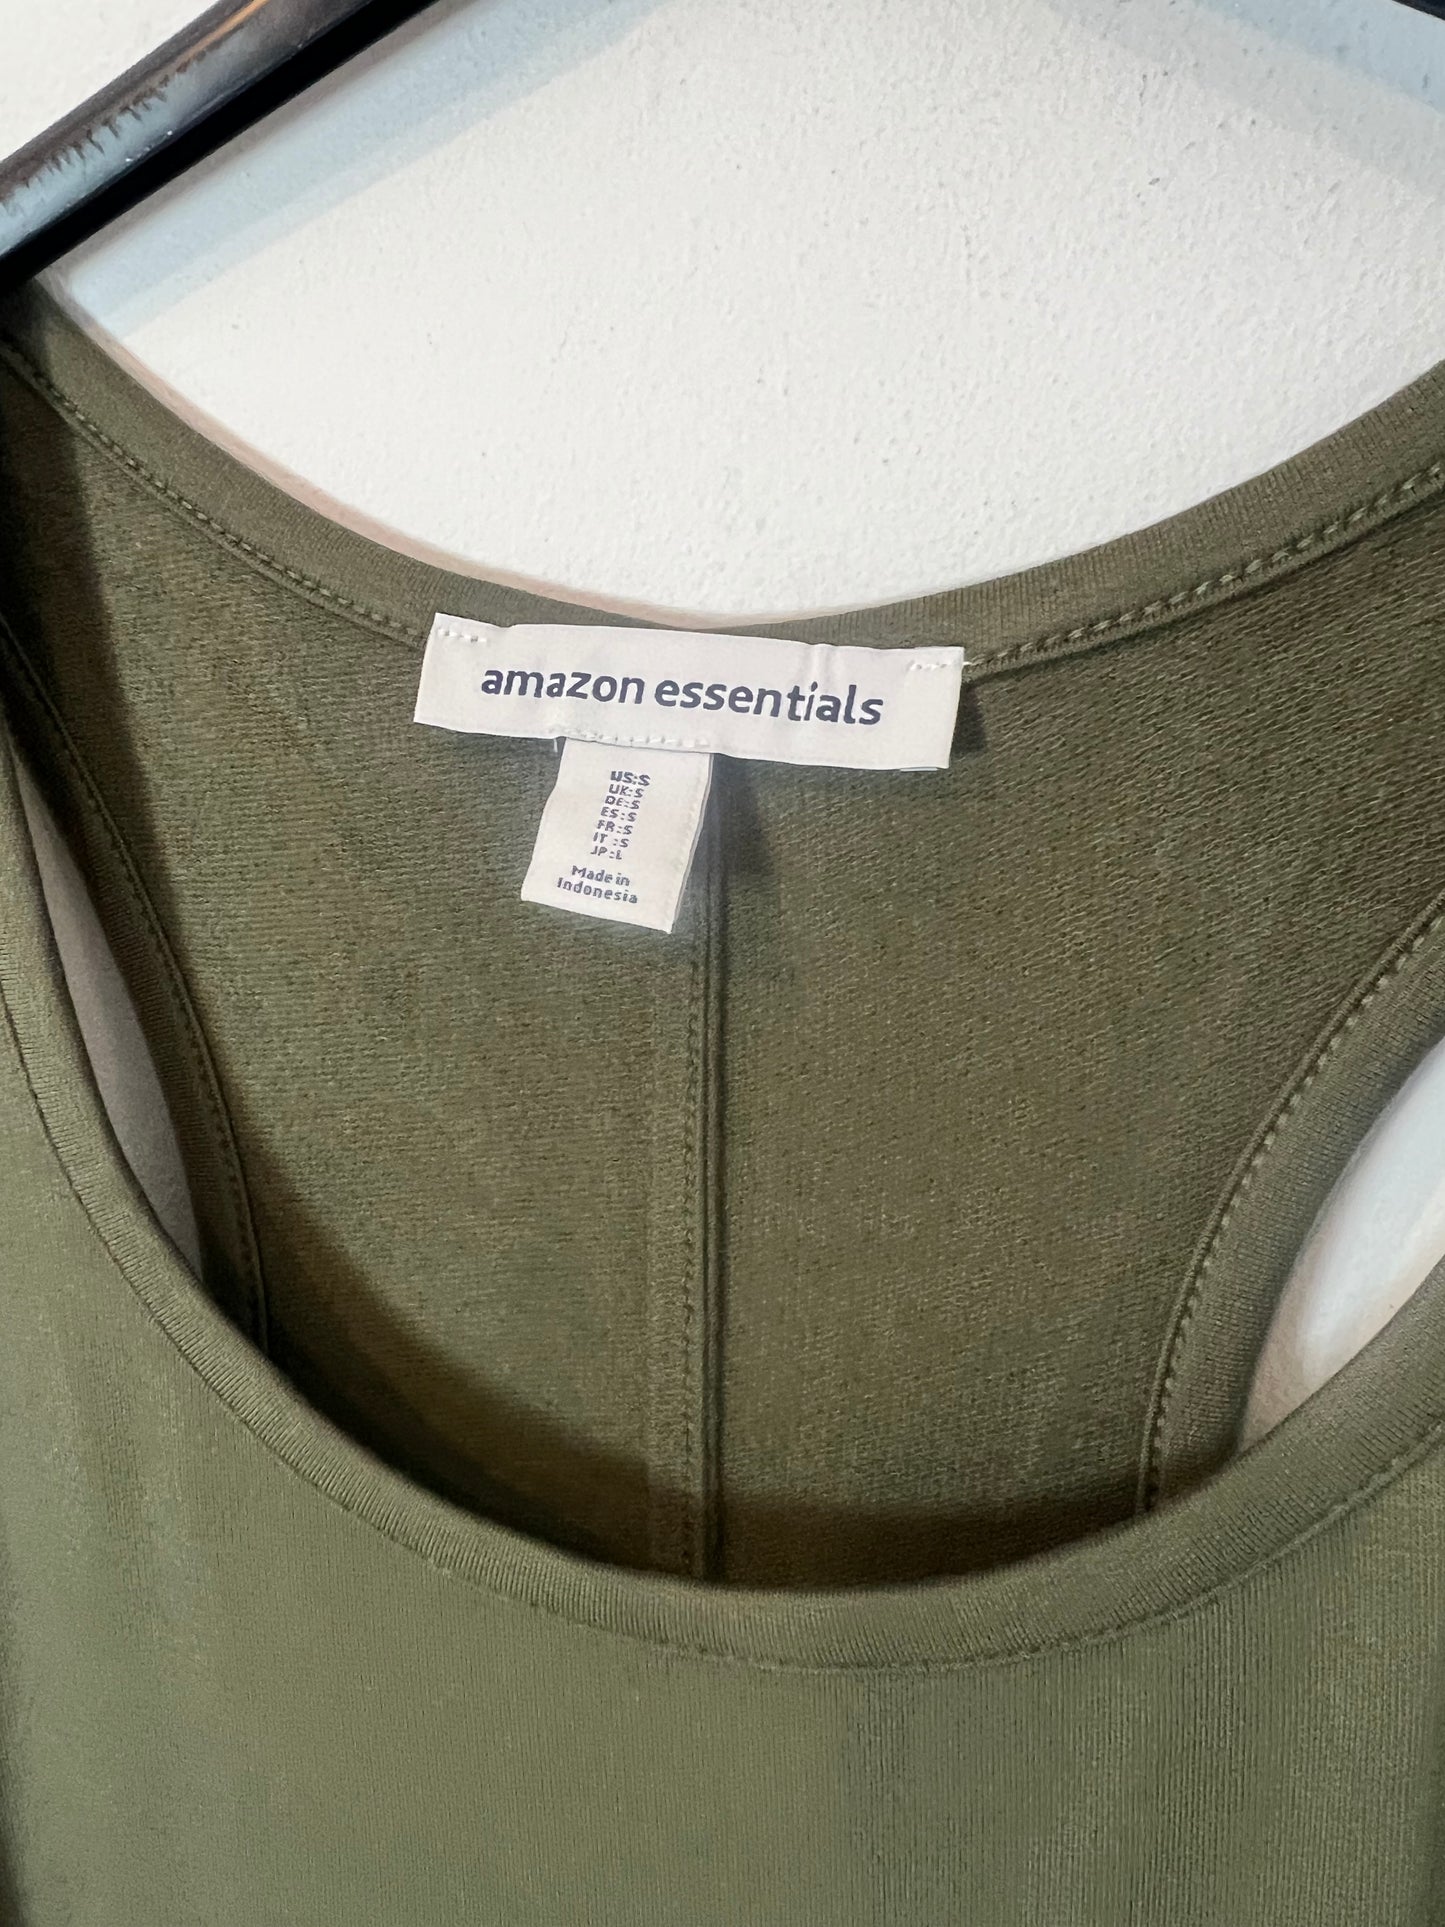 amazon essentials
US:S
UK:S
DE:S
ES:S
FR:S
IT:S
JP:L
Made in
Indonesia